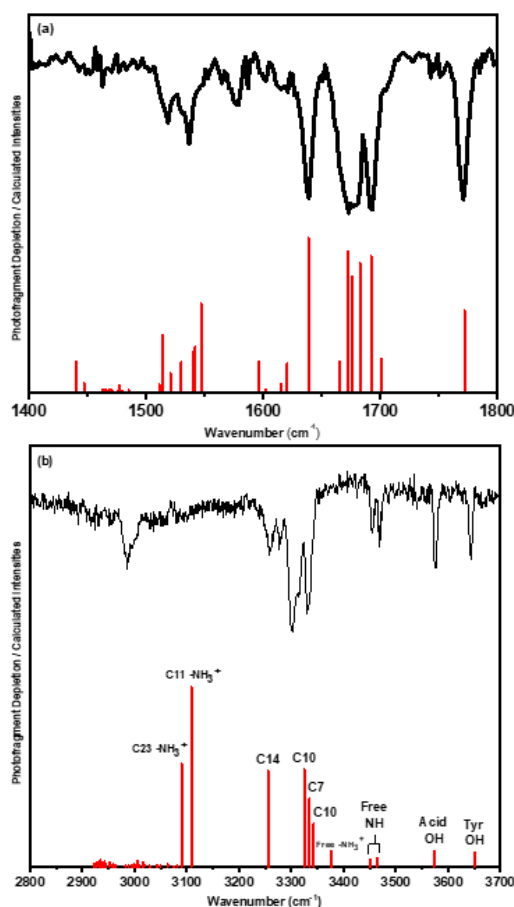 (a)
Photofragment Depletion / Calculated Intensities
1400 1500 1600 1700 1800
Wavenumber (cm⁻¹)
(b)
Photofragment Depletion / Calculated Intensities
C11 -NH₃⁺
C23 -NH₃⁺
C14
C10
C7
C10
Free -NH₃⁺
Free
NH
Acid
OH
Tyr
OH
2800 2900 3000 3100 3200 3300 3400 3500 3600 3700
Wavenumber (cm⁻¹)